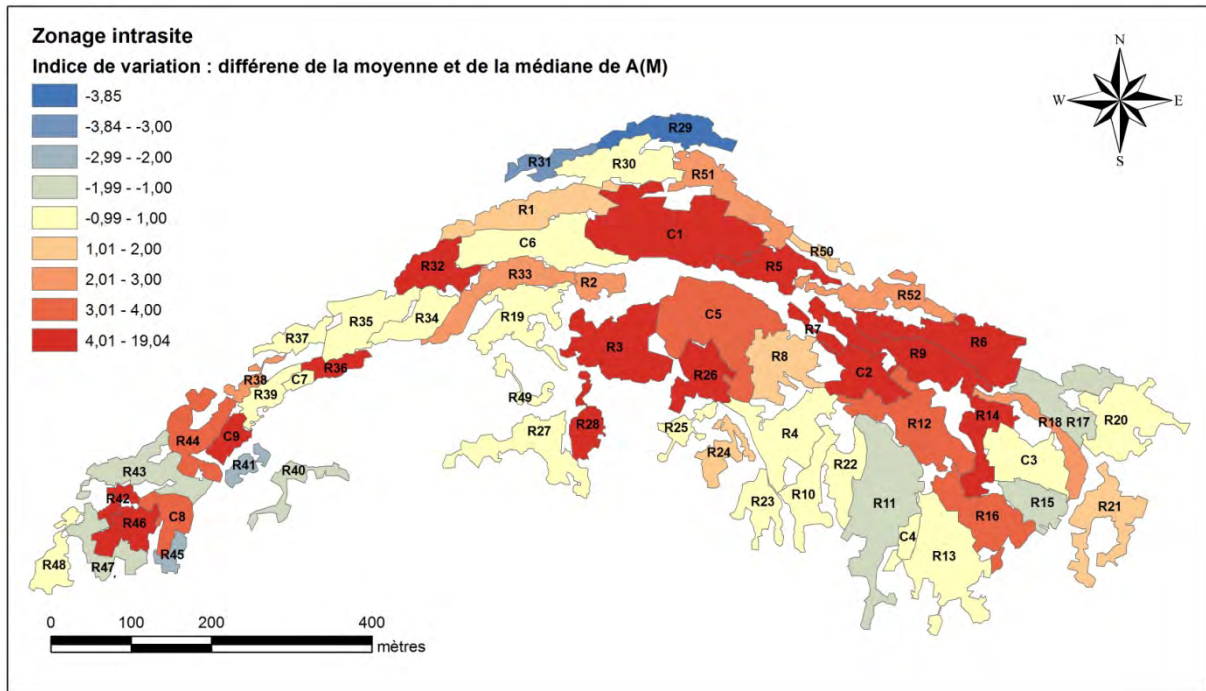 Zonage intrasite
Indice de variation : différene de la moyenne et de la médiane de A(M)
-3,85
-3,84 - -3,00
-2,99 - -2,00
-1,99 - -1,00
-0,99 - 1,00
1,01 - 2,00
2,01 - 3,00
3,01 - 4,00
4,01 - 19,04
N
W E
S
R29
R31 R30
R51
R1
C1
C6
R50
R32 R33 R5
R2 R52
C5
R35 R34 R19 R7
R37 R3 R8 R9 R6
R36 R26 C2
R38 C7
R39 R49
R14
R44 C9 R28 R25 R4 R12 R18 R17 R20
R27
R41 R24 C3
R43 R40 R22
R42 R23 R10 R11 R15 R21
R46 C8 R16
C4
R45 R13
R48 R47
0 100 200 400
mètres